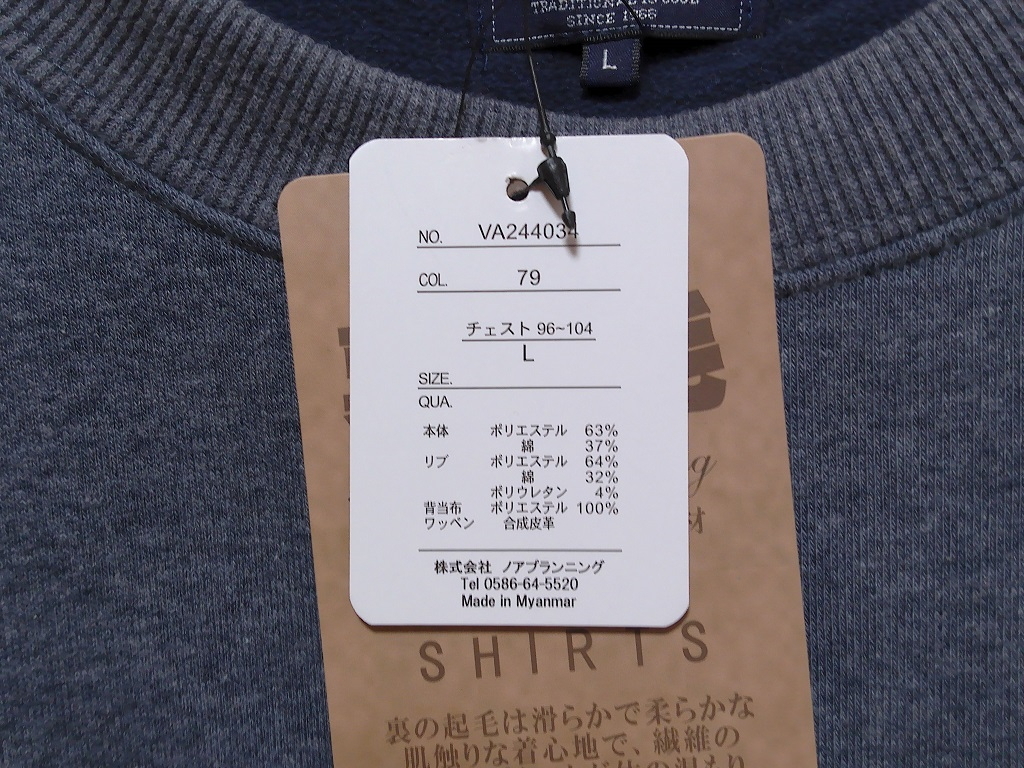 TRADITIONAL IS GOOD
SINCE 1966
L
NO. VA244034
COL. 79
チェスト 96~104
L
SIZE.
QUA.
本体 ポリエステル 63%
綿 37%
リブ ポリエステル 64%
綿 32%
ポリウレタン 4%
背当布 ポリエステル 100%
ワッペン 合成皮革
株式会社 ノアプランニング
Tel 0586-64-5520
Made in Myanmar
SHIRTS
裏の起毛は滑らかで柔らかな
肌触りな着心地で、繊維の